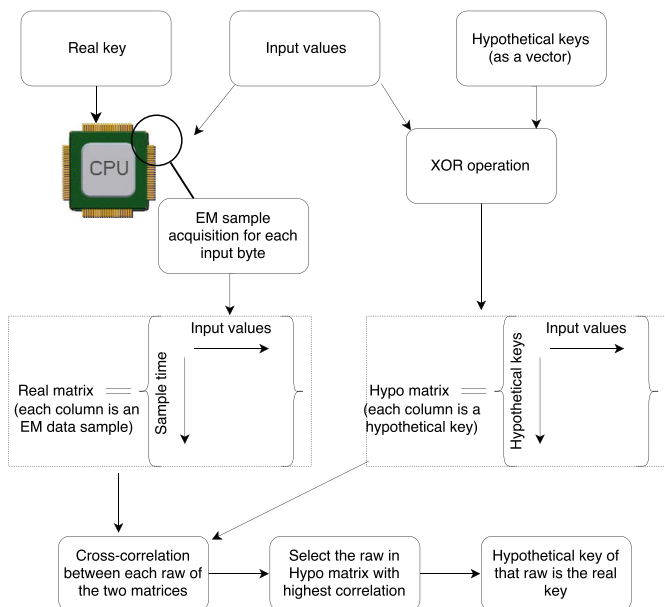 Real key
Input values
Hypothetical keys
(as a vector)
CPU
XOR operation
EM sample
acquisition for each
input byte
Input values
Sample time
Real matrix
(each column is an
EM data sample)
Input values
Hypothetical keys
Hypo matrix
(each column is a
hypothetical key)
Cross-correlation
between each raw of
the two matrices
Select the raw in
Hypo matrix with
highest correlation
Hypothetical key of
that raw is the real
key